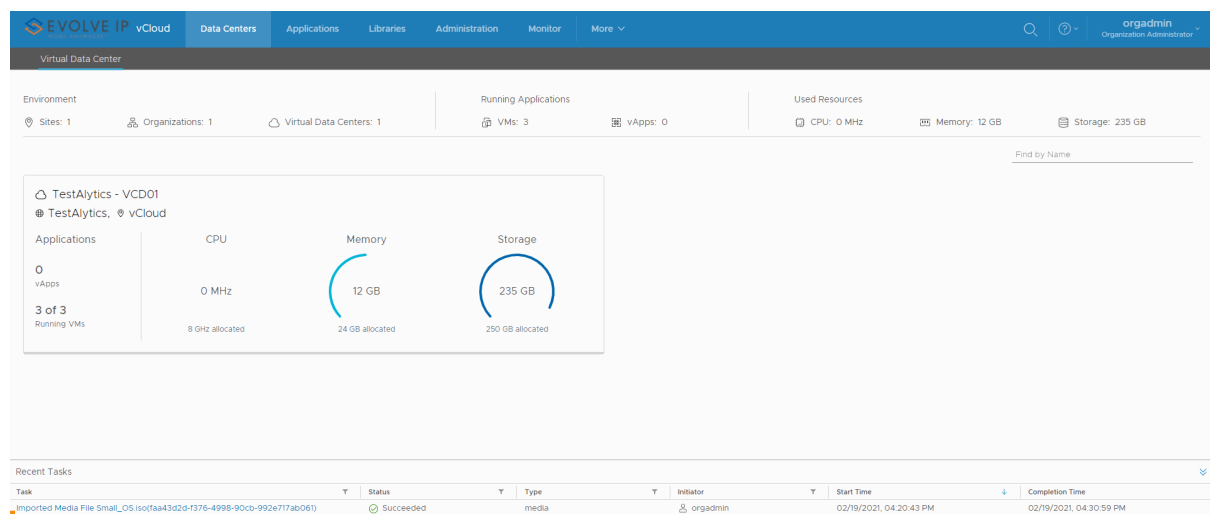 EVOLVE IP vCloud Data Centers Applications Libraries Administration Monitor More orgadmin
Organization Administrator
Virtual Data Center
Environment Running Applications Used Resources
Sites: 1 Organizations: 1 Virtual Data Centers: 1 VMs: 3 vApps: 0 CPU: 0 MHz Memory: 12 GB Storage: 235 GB
Find by Name
TestAlytics - VCD01
TestAlytics, vCloud
Applications CPU Memory Storage
0
vApps
0 MHz 12 GB 235 GB
3 of 3
Running VMs
8 GHz allocated 24 GB allocated 250 GB allocated
Recent Tasks
Task Status Type Initiator Start Time Completion Time
Imported Media File Small_OS.iso(faa43d2d-f376-4998-90cb-992e717ab061) Succeeded media orgadmin 02/19/2021, 04:20:43 PM 02/19/2021, 04:30:59 PM